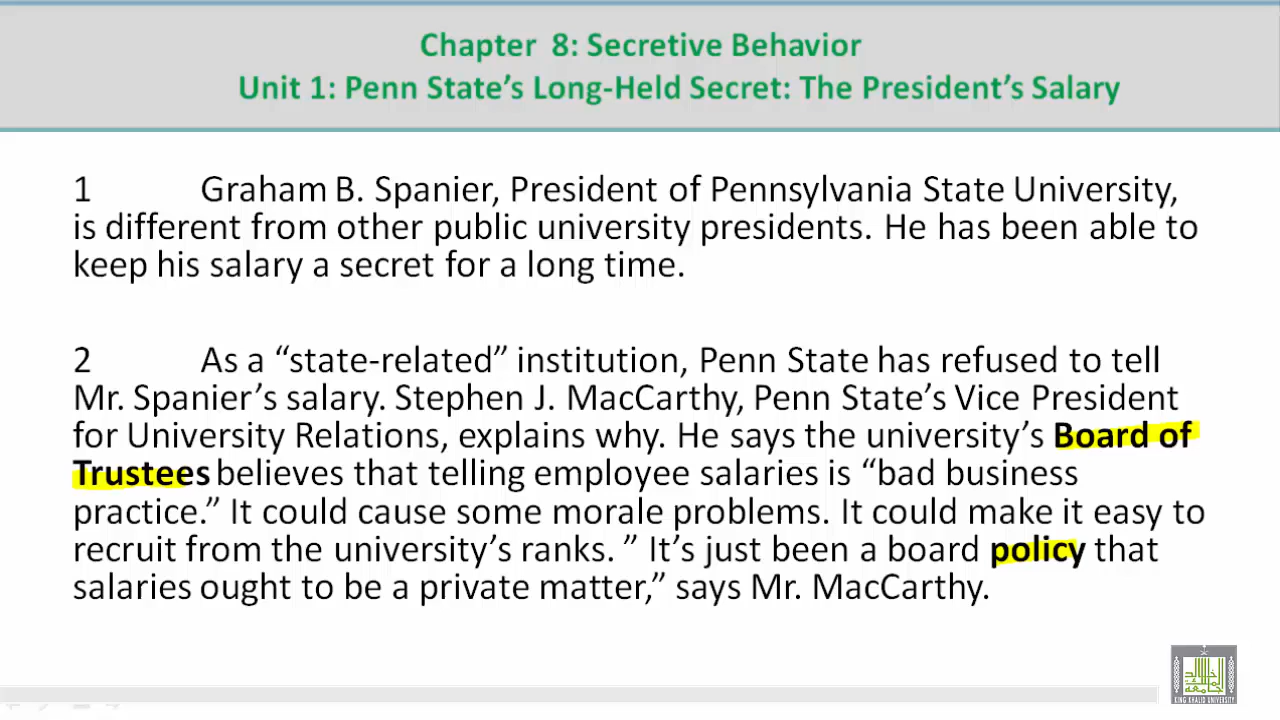 Chapter 8: Secretive Behavior
Unit 1: Penn State’s Long-Held Secret: The President’s Salary
1 Graham B. Spanier, President of Pennsylvania State University,
is different from other public university presidents. He has been able to
keep his salary a secret for a long time.
2 As a “state-related” institution, Penn State has refused to tell
Mr. Spanier’s salary. Stephen J. MacCarthy, Penn State’s Vice President
for University Relations, explains why. He says the university’s Board of
Trustees believes that telling employee salaries is “bad business
practice.” It could cause some morale problems. It could make it easy to
recruit from the university’s ranks. ” It’s just been a board policy that
salaries ought to be a private matter,” says Mr. MacCarthy.
KING KHALID UNIVERSITY